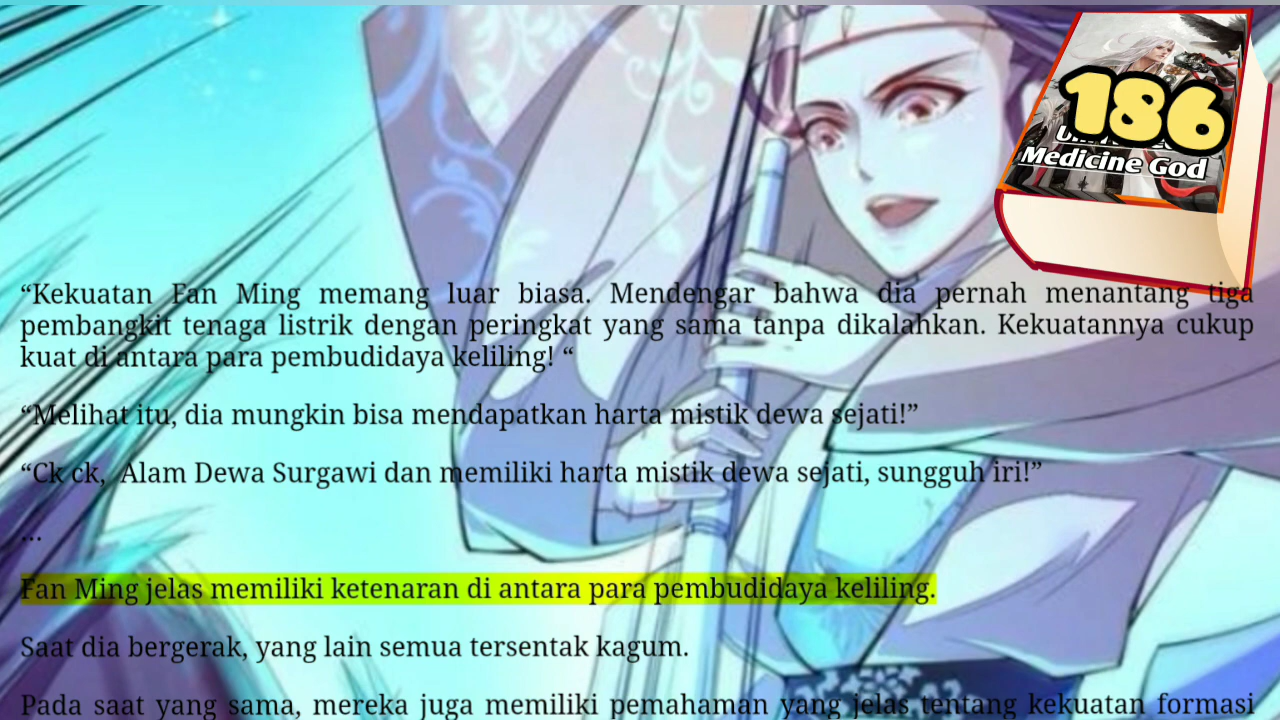 186
Medicine God
“Kekuatan Fan Ming memang luar biasa. Mendengar bahwa dia pernah menantang tiga
pembangkit tenaga listrik dengan peringkat yang sama tanpa dikalahkan. Kekuatannya cukup
kuat di antara para pembudidaya keliling! “
“Melihat itu, dia mungkin bisa mendapatkan harta mistik dewa sejati!”
“Ck ck, Alam Dewa Surgawi dan memiliki harta mistik dewa sejati, sungguh iri!”
...
Fan Ming jelas memiliki ketenaran di antara para pembudidaya keliling.
Saat dia bergerak, yang lain semua tersentak kagum.
Pada saat yang sama, mereka juga memiliki pemahaman yang jelas tentang kekuatan formasi